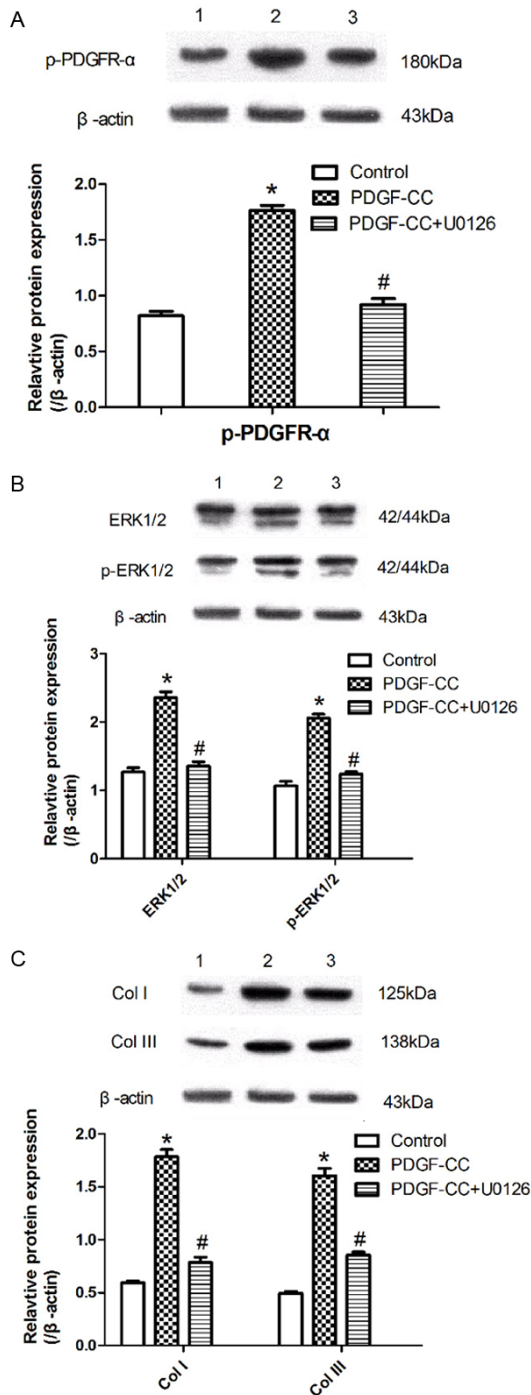 A
1 2 3
p-PDGFR-α 180kDa
β -actin 43kDa
Control
PDGF-CC
PDGF-CC+U0126
Relavtive protein expression
(/β -actin)
2.0
1.5
1.0
0.5
0.0
*
#
p-PDGFR-α
B
1 2 3
ERK1/2 42/44kDa
p-ERK1/2 42/44kDa
β -actin 43kDa
Control
PDGF-CC
PDGF-CC+U0126
Relavtive protein expression
(/β -actin)
3
2
1
0
* # * #
ERK1/2 p-ERK1/2
C
1 2 3
Col I 125kDa
Col III 138kDa
β -actin 43kDa
Control
PDGF-CC
PDGF-CC+U0126
Relavtive protein expression
(/β -actin)
2.0
1.5
1.0
0.5
0.0
* # * #
Col I Col III